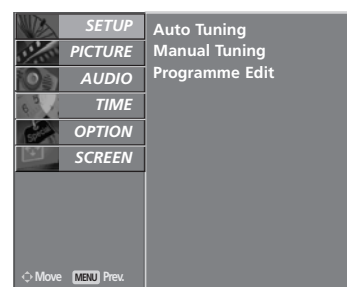 SETUP
PICTURE
AUDIO
TIME
OPTION
SCREEN
Auto Tuning
Manual Tuning
Programme Edit
Move MENU Prev.